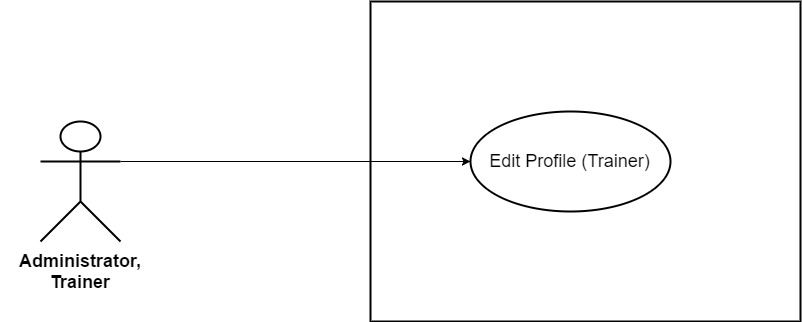 Edit Profile (Trainer)
Administrator,
Trainer